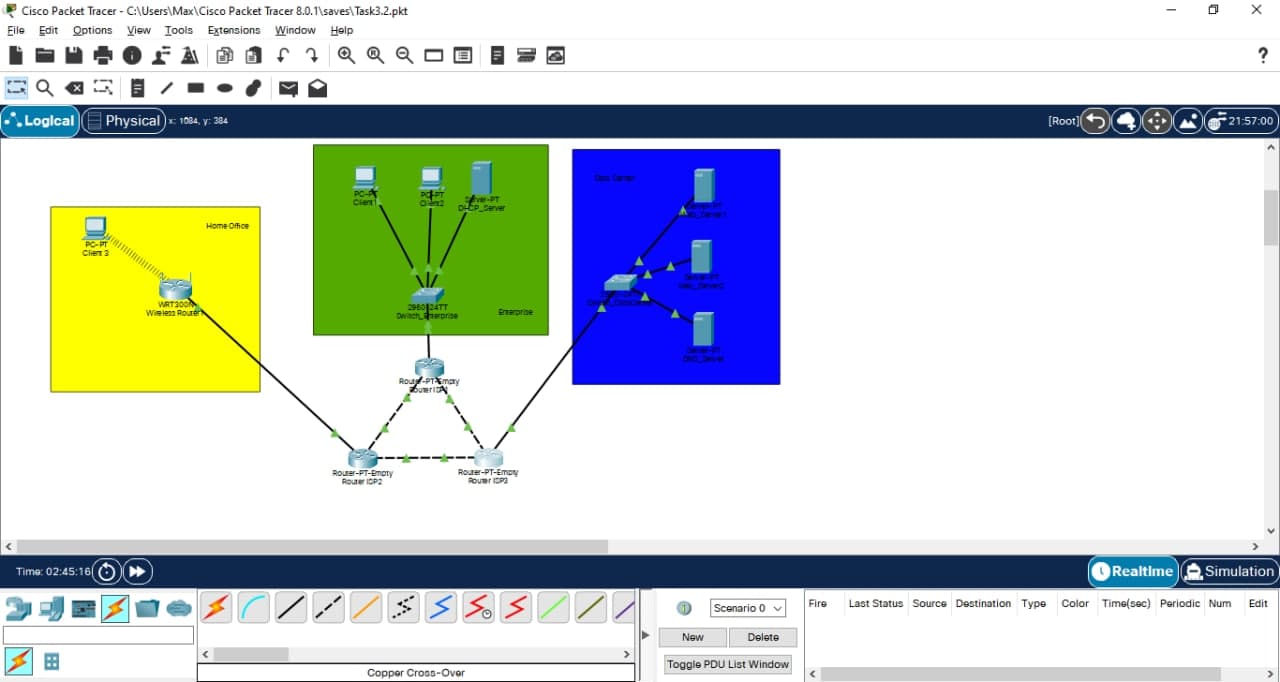 Cisco Packet Tracer - C:\Users\Max\Cisco Packet Tracer 8.0.1\saves\Task3.2.pkt
File Edit Options View Tools Extensions Window Help
Logical Physical x: 1084, y: 384 [Root] 21:57:00
Home Office
PC-PT
Client 3
WRT300N
Wireless Router1
PC-PT
Client1
PC-PT
Client2
Server-PT
DHCP_Server
2960-24TT
Switch_Enterprise
Enterprise
Data Center
Server-PT
Server-PT
Server-PT
Router-PT-Empty
Router ISP1
Router-PT-Empty
Router ISP2
Router-PT-Empty
Router ISP3
Time: 02:45:16 Realtime Simulation
Scenario 0
New Delete
Toggle PDU List Window
Fire Last Status Source Destination Type Color Time(sec) Periodic Num Edit
Copper Cross-Over